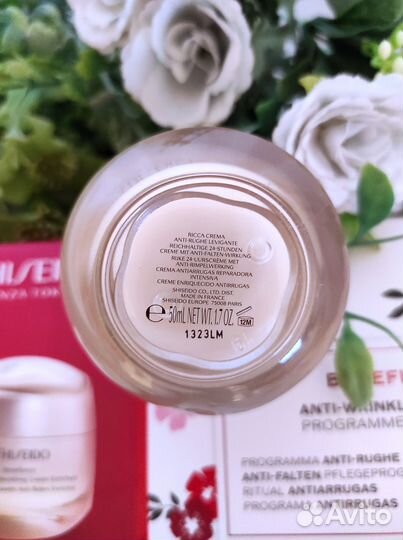 RICCA CREMA
ANTI-RUGHE LEVIGANTE
REICHHALTIGE 24-STUNDEN
CREME MIT ANTI-FALTEN-WIRKUNG
RIJKE 24-UURSCRÈME MET
ANTI RIMPELWERKING
CREMA ANTIARRUGAS REPARADORA
INTENSIVA
CREME ENRIQUECIDO ANTIRRUGAS
SHISEIDO CO., LTD. DIST.
MADE IN FRANCE
SHISEIDO EUROPE 75008 PARIS
℮ 50mL NET WT. 1.7 OZ. 12M
1323LM
SHISEIDO
ANTI-WRINKL
PROGRAMME
PROGRAMMA ANTI-RUGHE
ANTI-FALTEN PFLEGEPROG
RITUAL ANTIARRUGAS
PROGRAM ANTIRRUGAS
Avito